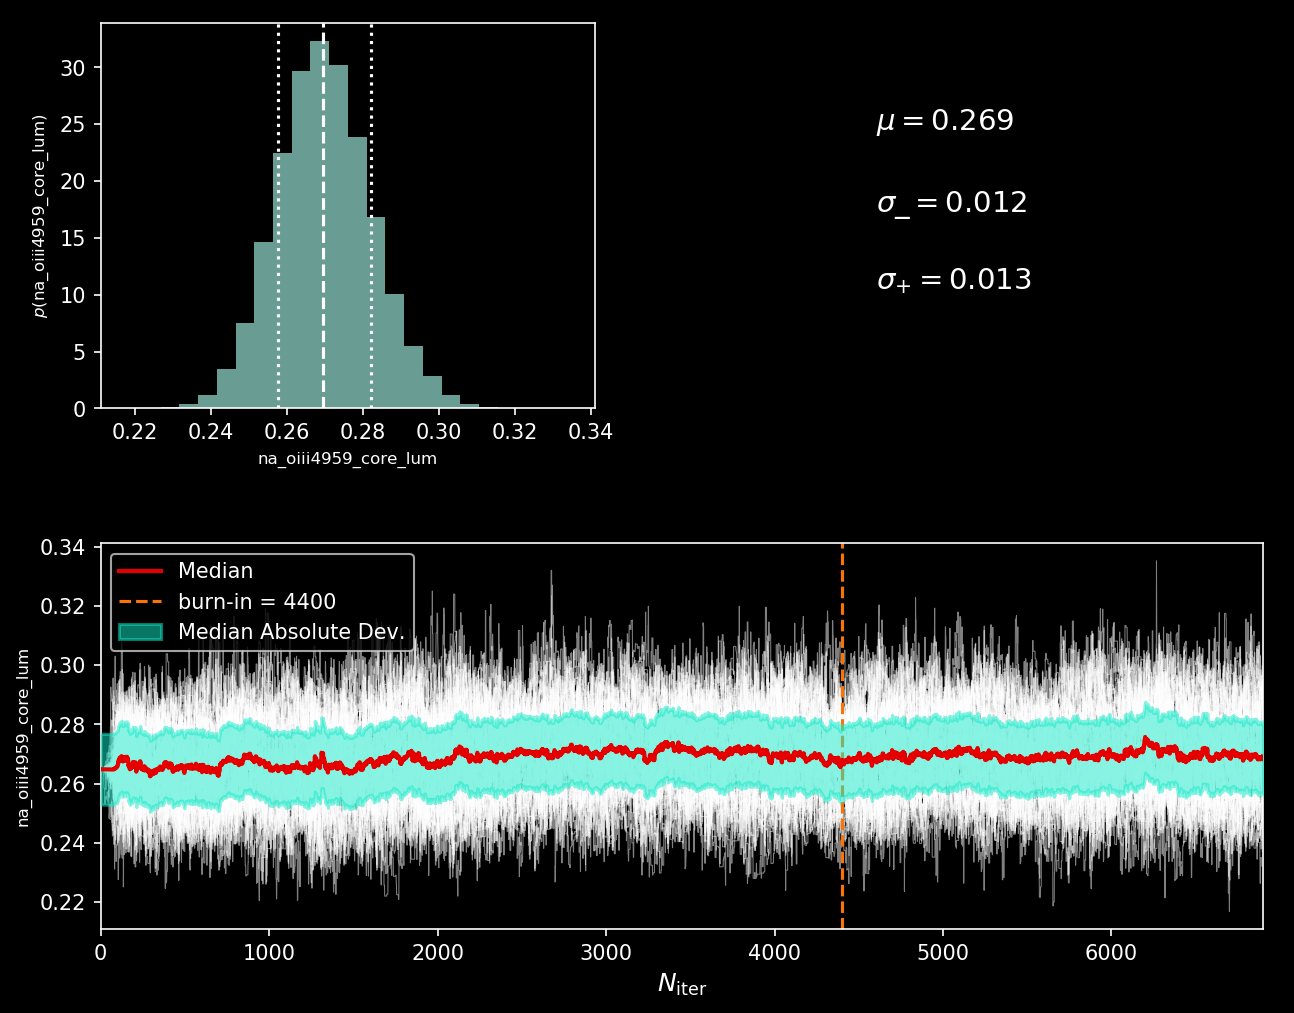 30
25
20
15
10
5
0
p(na_oiii4959_core_lum)
0.22 0.24 0.26 0.28 0.30 0.32 0.34
na_oiii4959_core_lum
μ = 0.269
σ₋ = 0.012
σ₊ = 0.013
0.34
0.32
0.30
0.28
0.26
0.24
0.22
na_oiii4959_core_lum
Median
burn-in = 4400
Median Absolute Dev.
0 1000 2000 3000 4000 5000 6000
N_iter